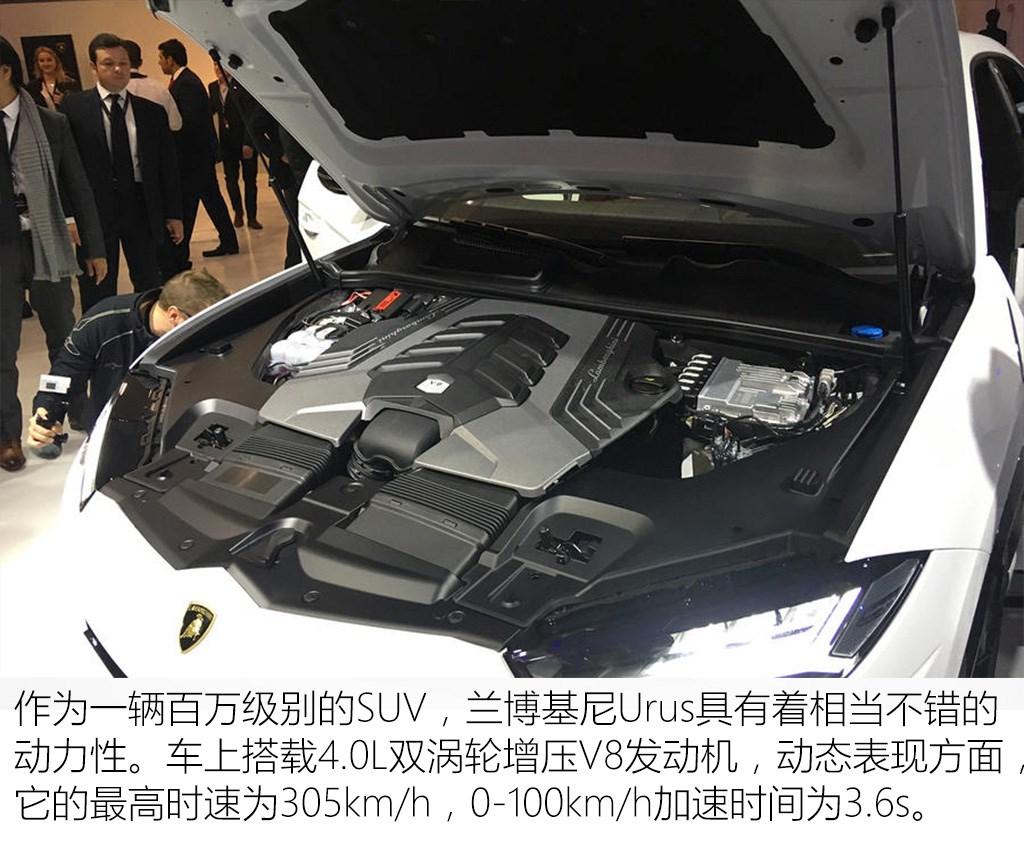 Lamborghini
Lamborghini
V8
作为一辆百万级别的SUV，兰博基尼Urus具有着相当不错的
动力性。车上搭载4.0L双涡轮增压V8发动机，动态表现方面，
它的最高时速为305km/h，0-100km/h加速时间为3.6s。